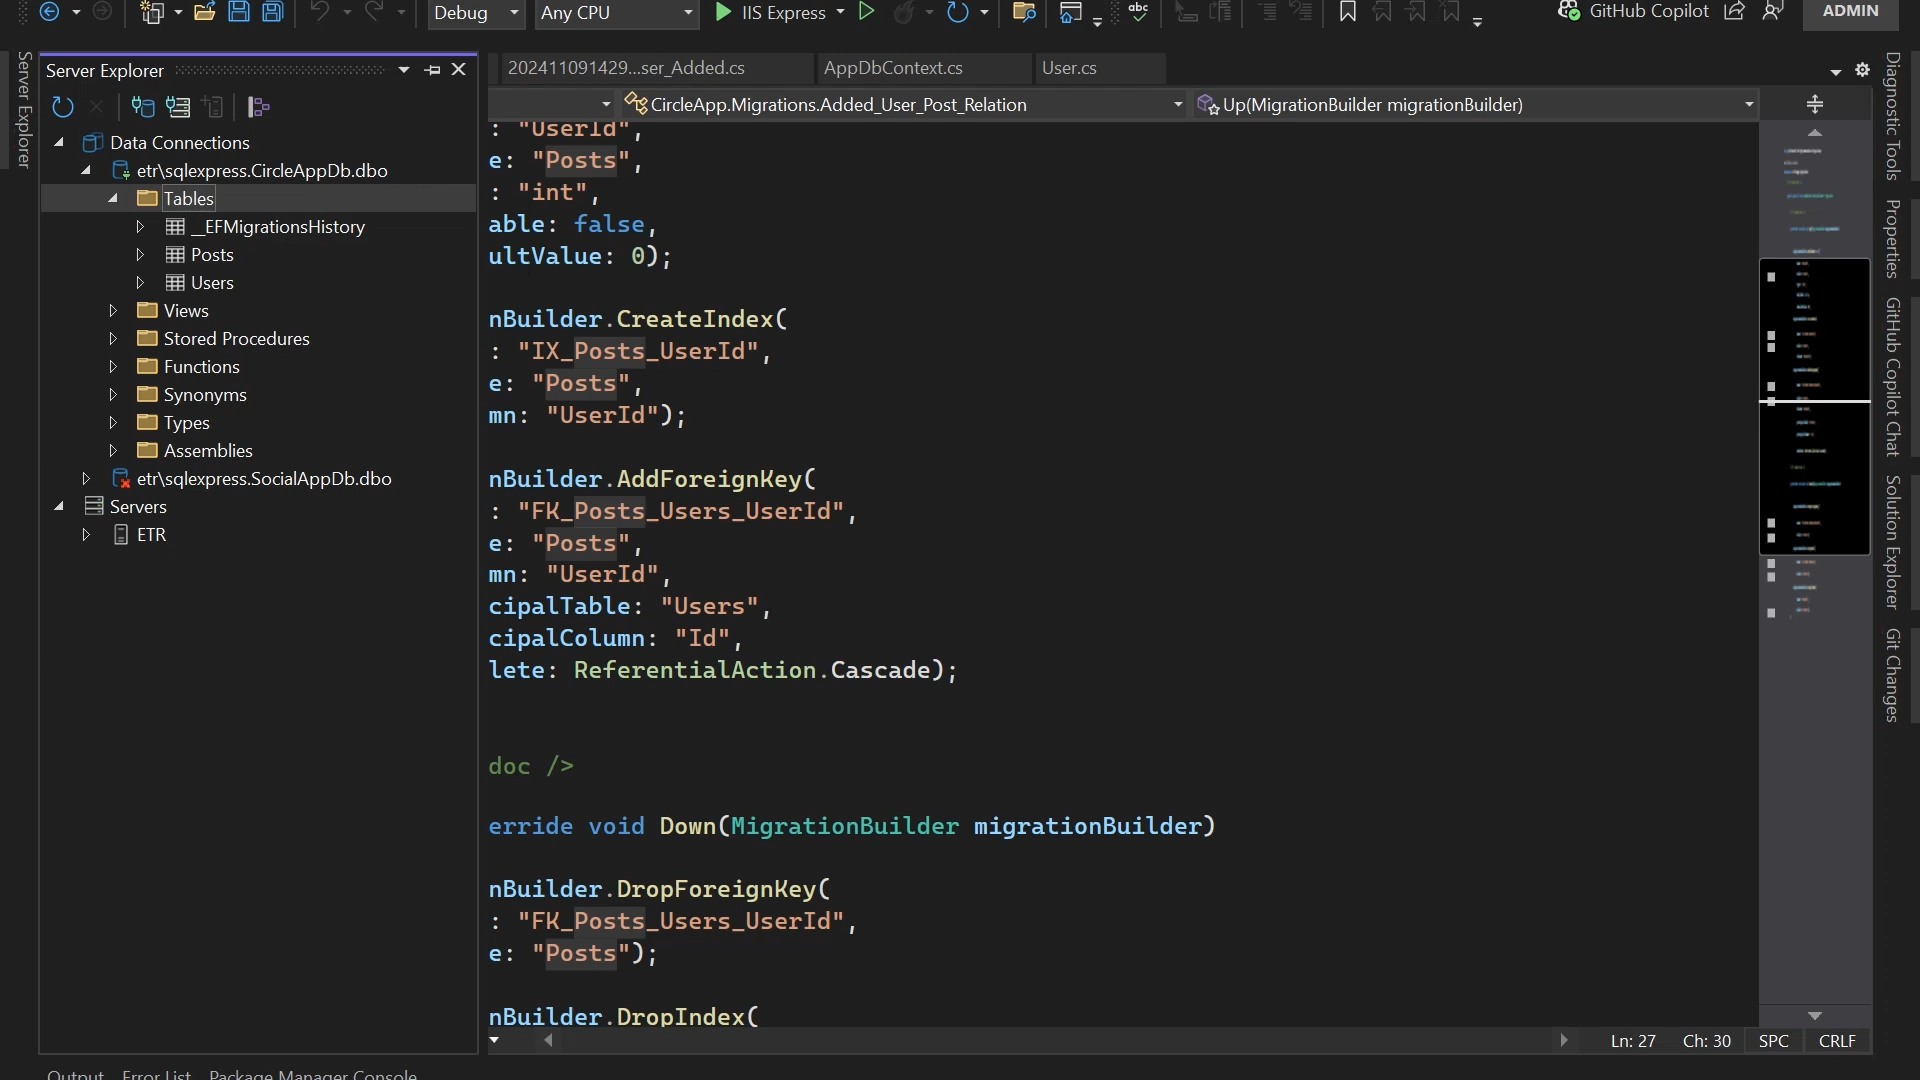 Debug
Any CPU
IIS Express
GitHub Copilot
ADMIN
Server Explorer
Server Explorer
Data Connections
etr\sqlexpress.CircleAppDb.dbo
Tables
__EFMigrationsHistory
Posts
Users
Views
Stored Procedures
Functions
Synonyms
Types
Assemblies
etr\sqlexpress.SocialAppDb.dbo
Servers
ETR
202411091429...ser_Added.cs
AppDbContext.cs
User.cs
CircleApp.Migrations.Added_User_Post_Relation
Up(MigrationBuilder migrationBuilder)
: "UserId",
e: "Posts",
: "int",
able: false,
ultValue: 0);
nBuilder.CreateIndex(
: "IX_Posts_UserId",
e: "Posts",
mn: "UserId");
nBuilder.AddForeignKey(
: "FK_Posts_Users_UserId",
e: "Posts",
mn: "UserId",
cipalTable: "Users",
cipalColumn: "Id",
lete: ReferentialAction.Cascade);
doc />
erride void Down(MigrationBuilder migrationBuilder)
nBuilder.DropForeignKey(
: "FK_Posts_Users_UserId",
e: "Posts");
nBuilder.DropIndex(
Ln: 27
Ch: 30
SPC
CRLF
Diagnostic Tools
Properties
GitHub Copilot Chat
Solution Explorer
Git Changes
Output
Error List
Package Manager Console